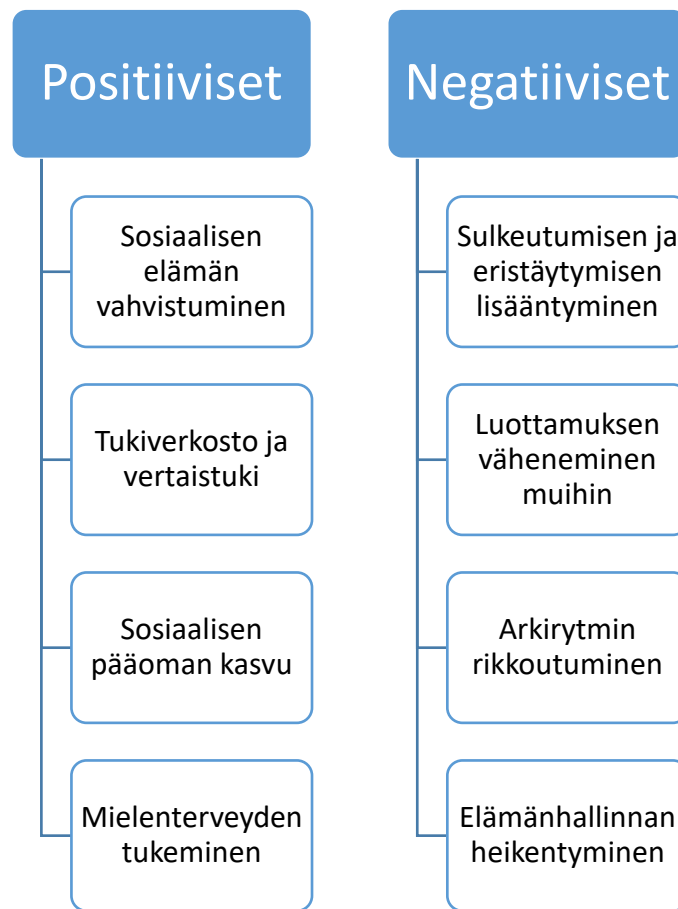 Positiiviset
Sosiaalisen
elämän
vahvistuminen
Tukiverkosto ja
vertaistuki
Sosiaalisen
pääoman kasvu
Mielenterveyden
tukeminen
Negatiiviset
Sulkeutumisen ja
eristäytymisen
lisääntyminen
Luottamuksen
väheneminen
muihin
Arkirytmin
rikkoutuminen
Elämänhallinnan
heikentyminen